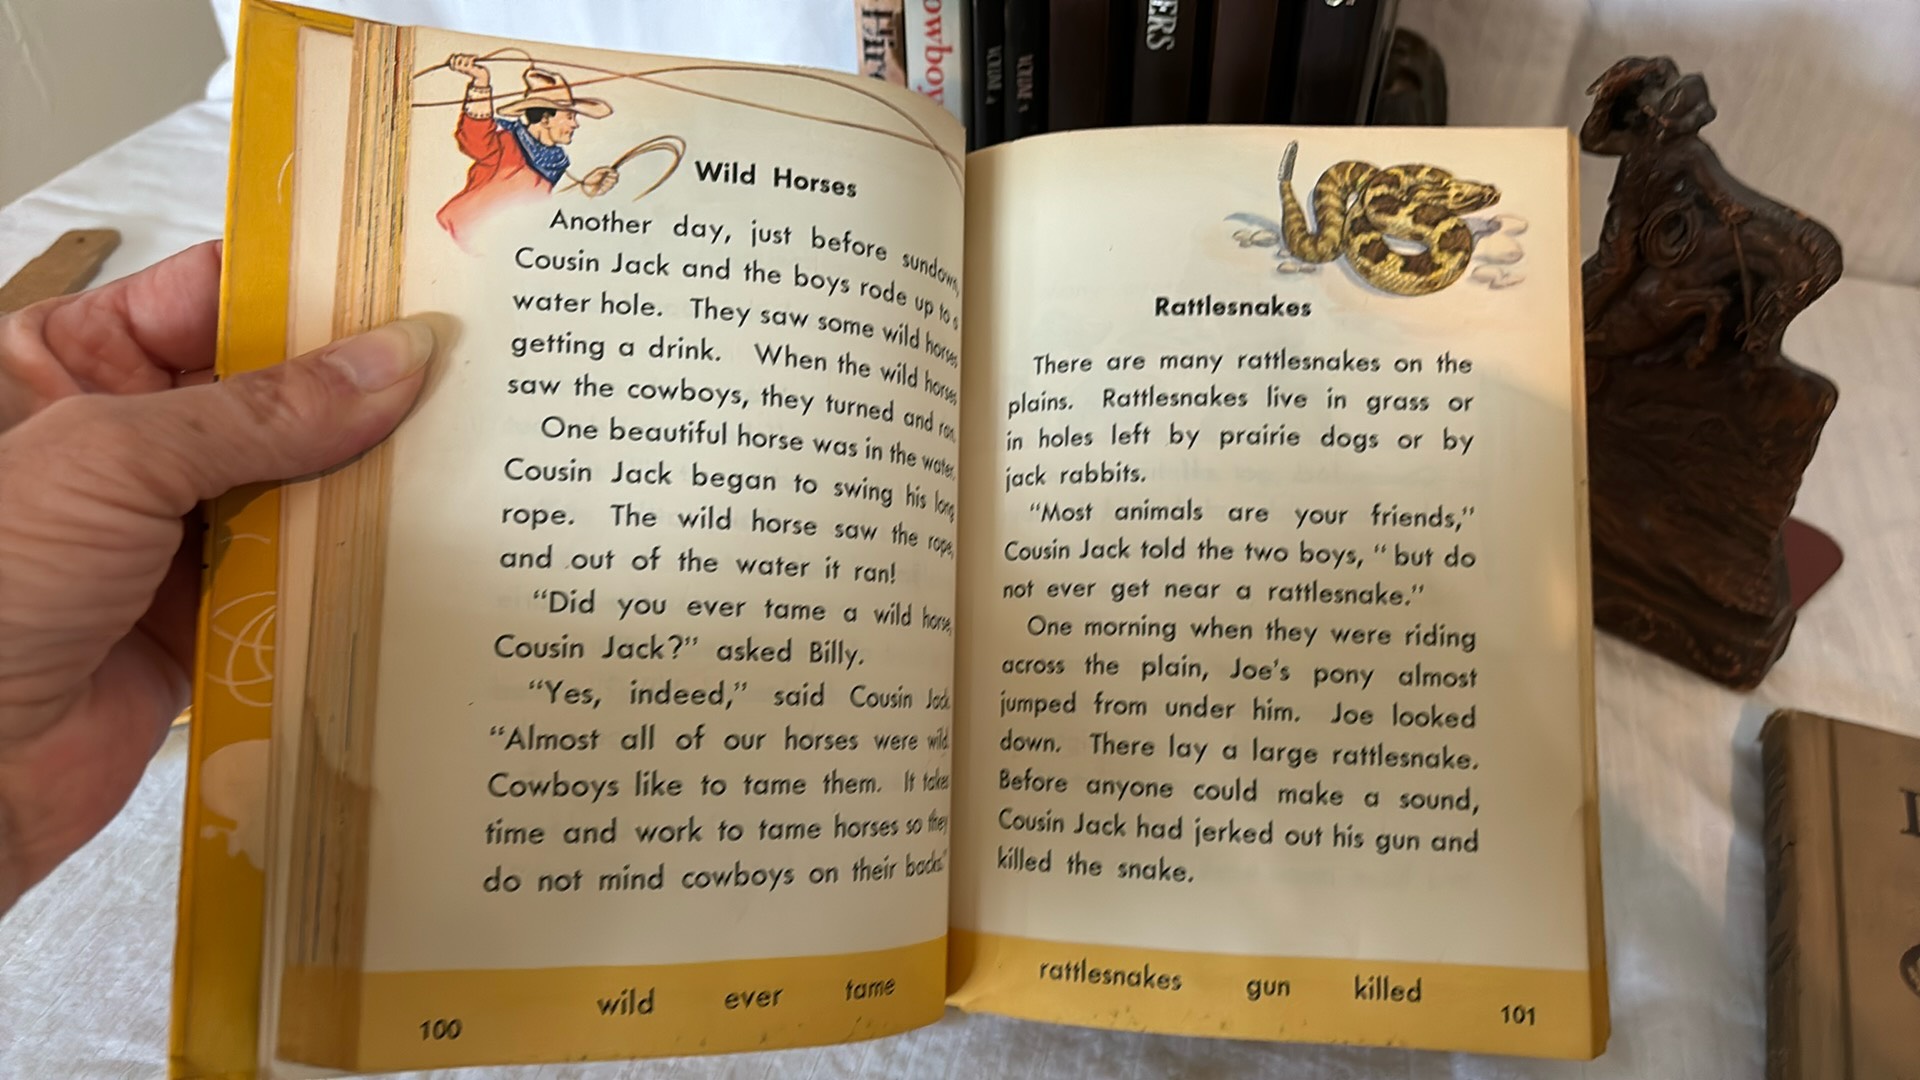 owboy
ERS
Wild Horses
Another day, just before sundown,
Cousin Jack and the boys rode up to a
water hole. They saw some wild horses
getting a drink. When the wild horses
saw the cowboys, they turned and ran.
One beautiful horse was in the water.
Cousin Jack began to swing his long
rope. The wild horse saw the rope,
and out of the water it ran!
"Did you ever tame a wild horse,
Cousin Jack?" asked Billy.
"Yes, indeed," said Cousin Jack.
"Almost all of our horses were wild.
Cowboys like to tame them. It takes
time and work to tame horses so they
do not mind cowboys on their backs."
wild ever tame
100
Rattlesnakes
There are many rattlesnakes on the
plains. Rattlesnakes live in grass or
in holes left by prairie dogs or by
jack rabbits.
"Most animals are your friends,"
Cousin Jack told the two boys, "but do
not ever get near a rattlesnake."
One morning when they were riding
across the plain, Joe's pony almost
jumped from under him. Joe looked
down. There lay a large rattlesnake.
Before anyone could make a sound,
Cousin Jack had jerked out his gun and
killed the snake.
rattlesnakes gun killed
101